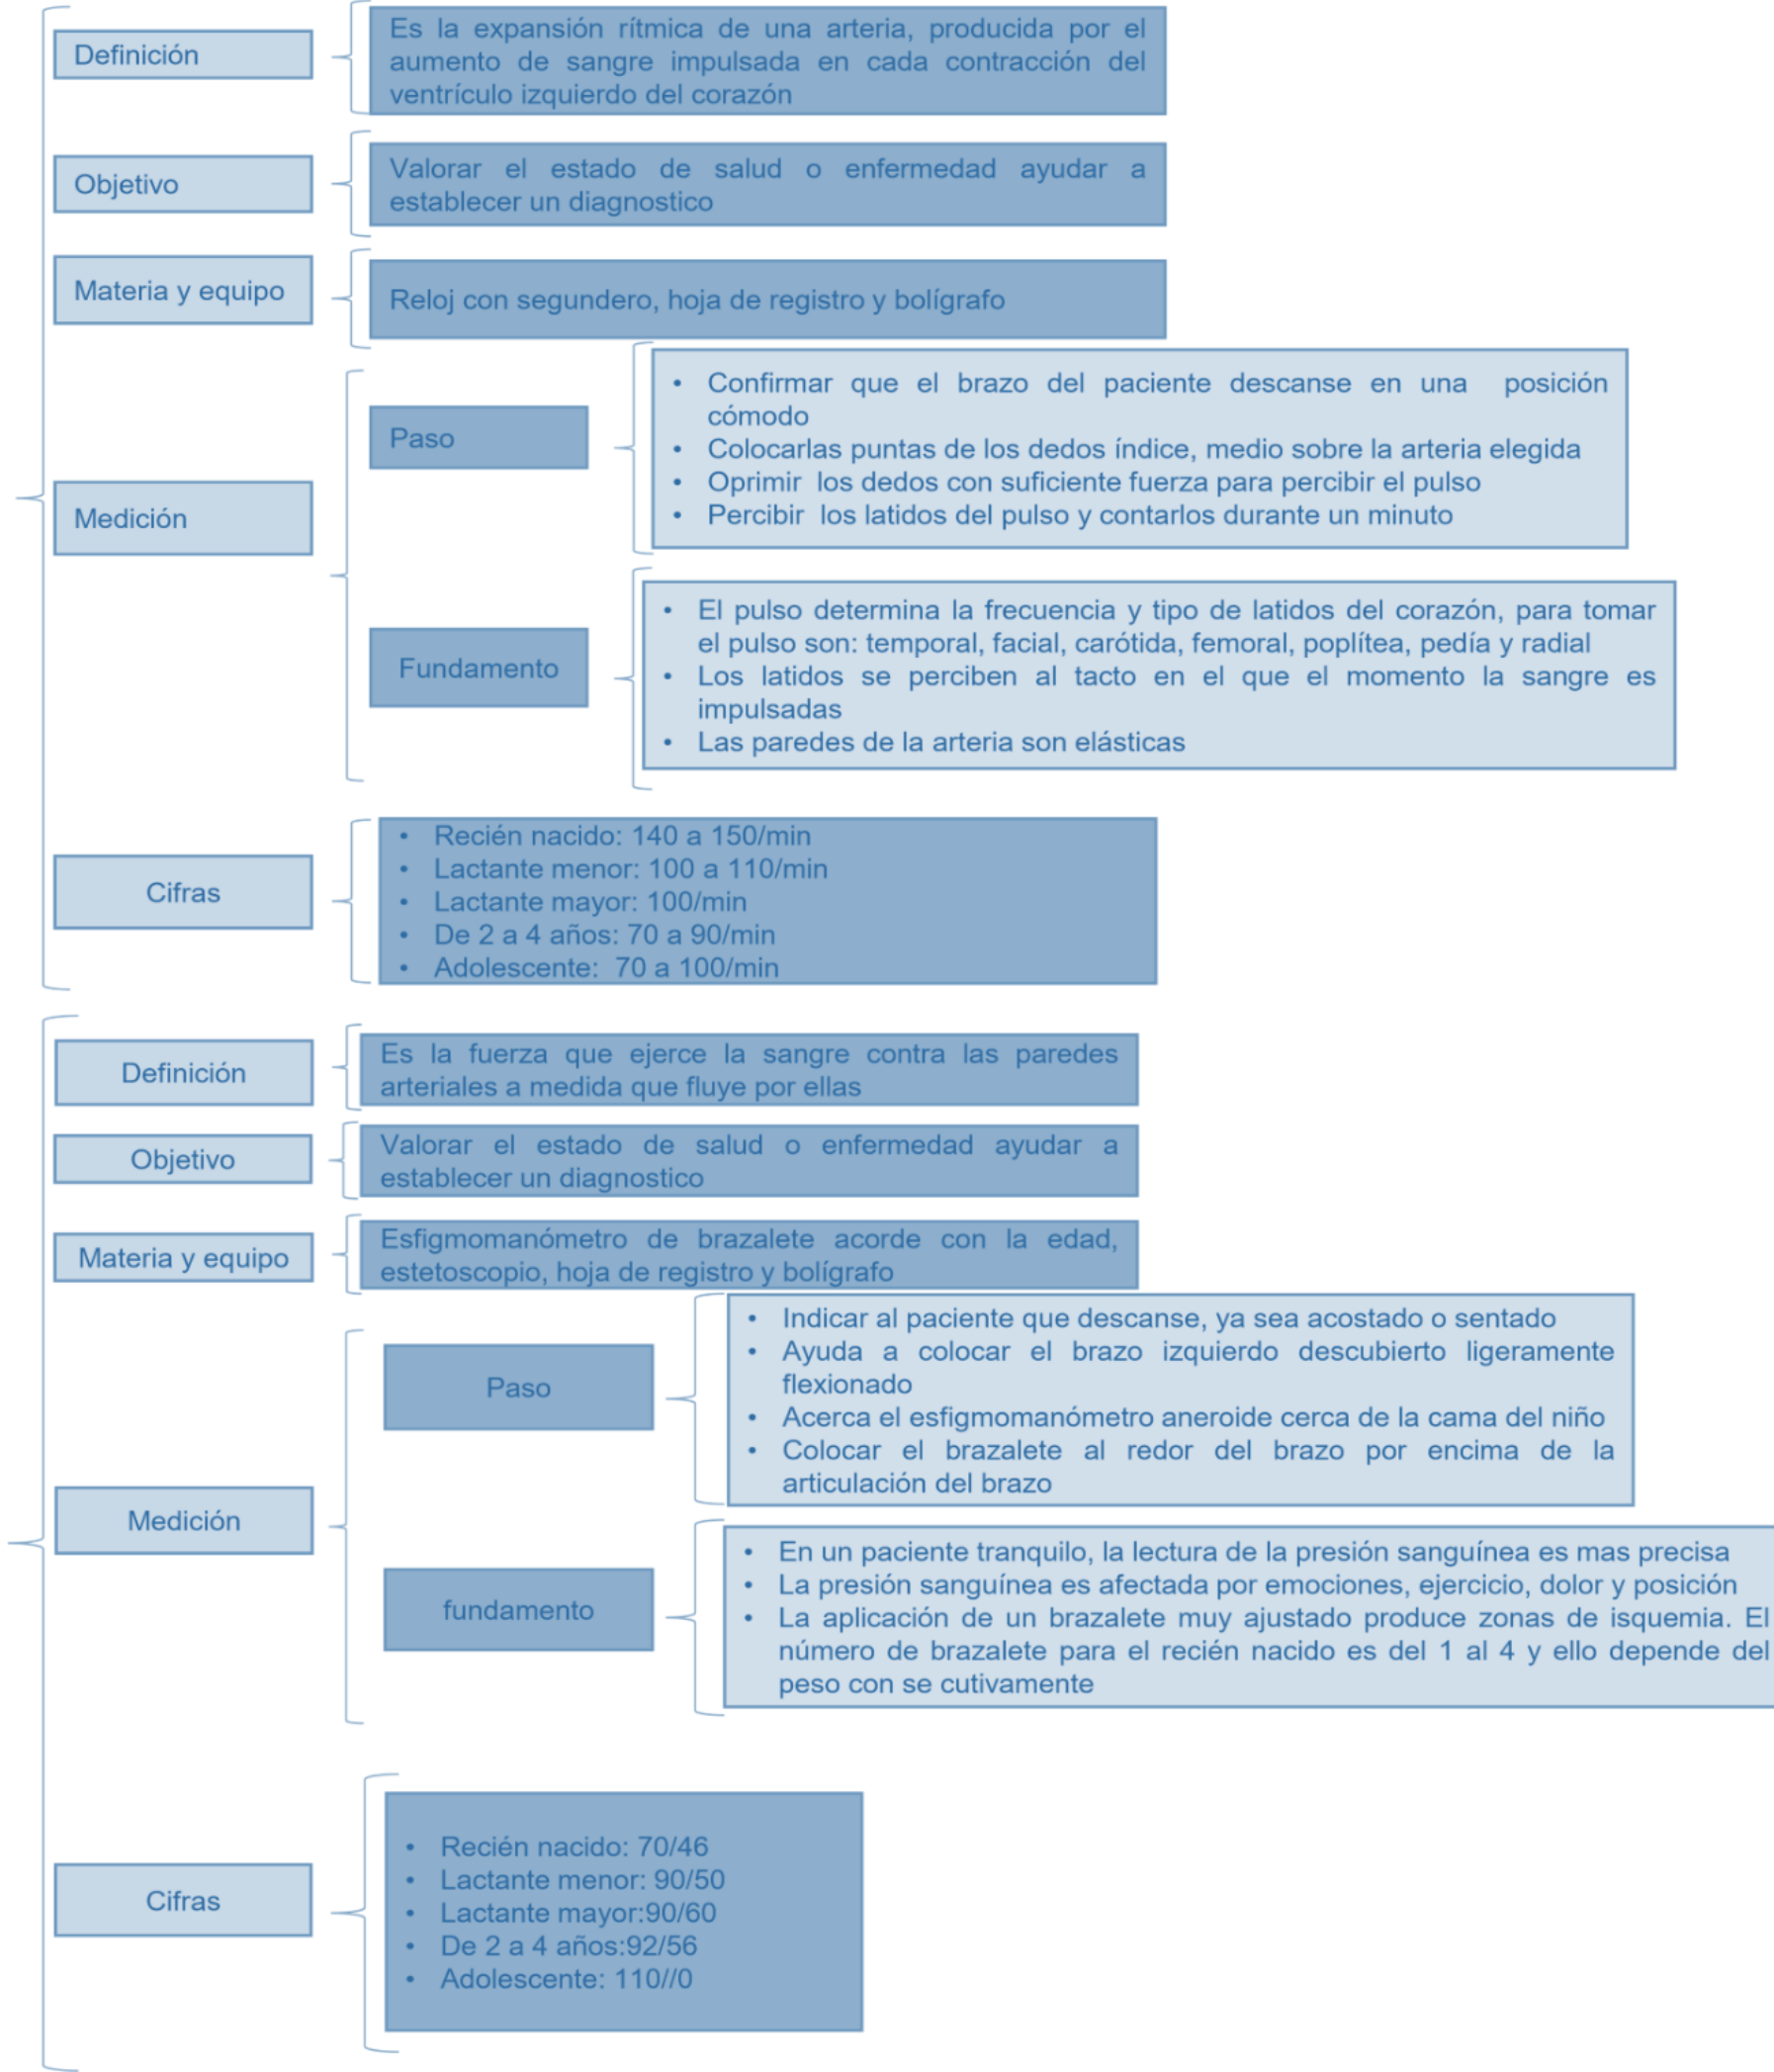 Definición
Es la expansión rítmica de una arteria, producida por el
aumento de sangre impulsada en cada contracción del
ventrículo izquierdo del corazón
Objetivo
Valorar el estado de salud o enfermedad ayudar a
establecer un diagnostico
Materia y equipo
Reloj con segundero, hoja de registro y bolígrafo
Medición
Paso
• Confirmar que el brazo del paciente descanse en una posición
cómodo
• Colocarlas puntas de los dedos índice, medio sobre la arteria elegida
• Oprimir los dedos con suficiente fuerza para percibir el pulso
• Percibir los latidos del pulso y contarlos durante un minuto
Fundamento
• El pulso determina la frecuencia y tipo de latidos del corazón, para tomar
el pulso son: temporal, facial, carótida, femoral, poplítea, pedía y radial
• Los latidos se perciben al tacto en el que el momento la sangre es
impulsadas
• Las paredes de la arteria son elásticas
Cifras
• Recién nacido: 140 a 150/min
• Lactante menor: 100 a 110/min
• Lactante mayor: 100/min
• De 2 a 4 años: 70 a 90/min
• Adolescente: 70 a 100/min
Definición
Es la fuerza que ejerce la sangre contra las paredes
arteriales a medida que fluye por ellas
Objetivo
Valorar el estado de salud o enfermedad ayudar a
establecer un diagnostico
Materia y equipo
Esfigmomanómetro de brazalete acorde con la edad,
estetoscopio, hoja de registro y bolígrafo
Medición
Paso
• Indicar al paciente que descanse, ya sea acostado o sentado
• Ayuda a colocar el brazo izquierdo descubierto ligeramente
flexionado
• Acerca el esfigmomanómetro aneroide cerca de la cama del niño
• Colocar el brazalete al redor del brazo por encima de la
articulación del brazo
fundamento
• En un paciente tranquilo, la lectura de la presión sanguínea es mas precisa
• La presión sanguínea es afectada por emociones, ejercicio, dolor y posición
• La aplicación de un brazalete muy ajustado produce zonas de isquemia. El
número de brazalete para el recién nacido es del 1 al 4 y ello depende del
peso con se cutivamente
Cifras
• Recién nacido: 70/46
• Lactante menor: 90/50
• Lactante mayor:90/60
• De 2 a 4 años:92/56
• Adolescente: 110//0